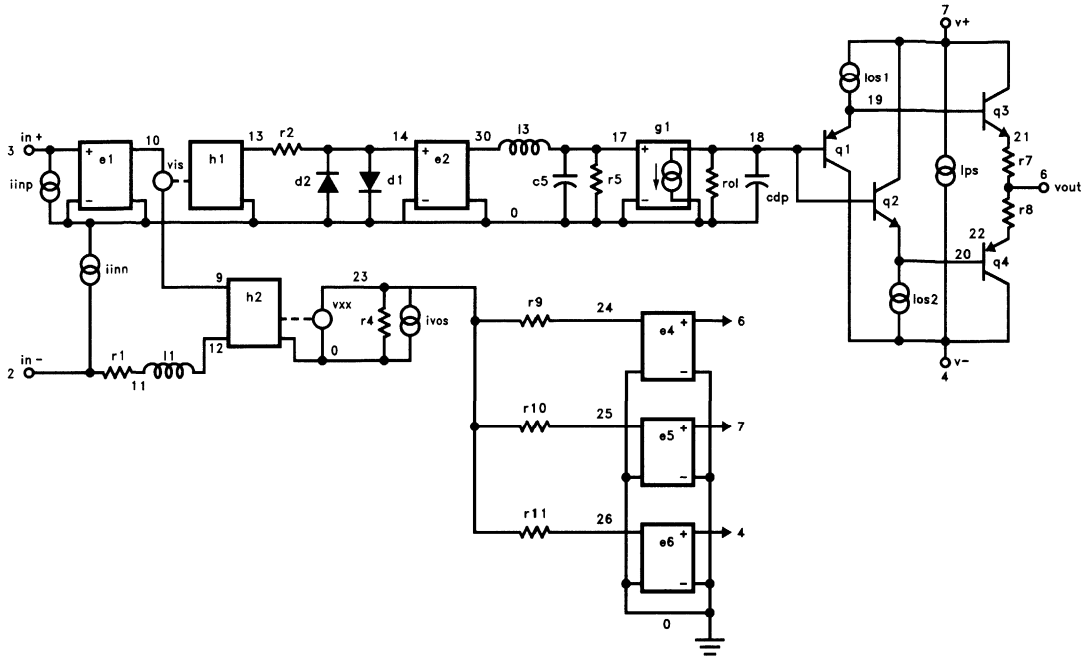 7
v+
Ios1
19
q3
in+
3
10
13
r2
14
30
l3
17
g1
18
e1
+
−
vis
h1
+
e2
−
+
−
q1
21
r7
6
vout
iinp
d2
d1
c5
r5
rol
cdp
Ips
q2
r8
0
22
20
q4
iinn
9
h2
23
vxx
r4
ivos
Ios2
r9
24
e4
+
−
6
0
v−
4
in−
2
r1
11
l1
12
r10
25
e5
+
−
7
r11
26
e6
+
−
4
0